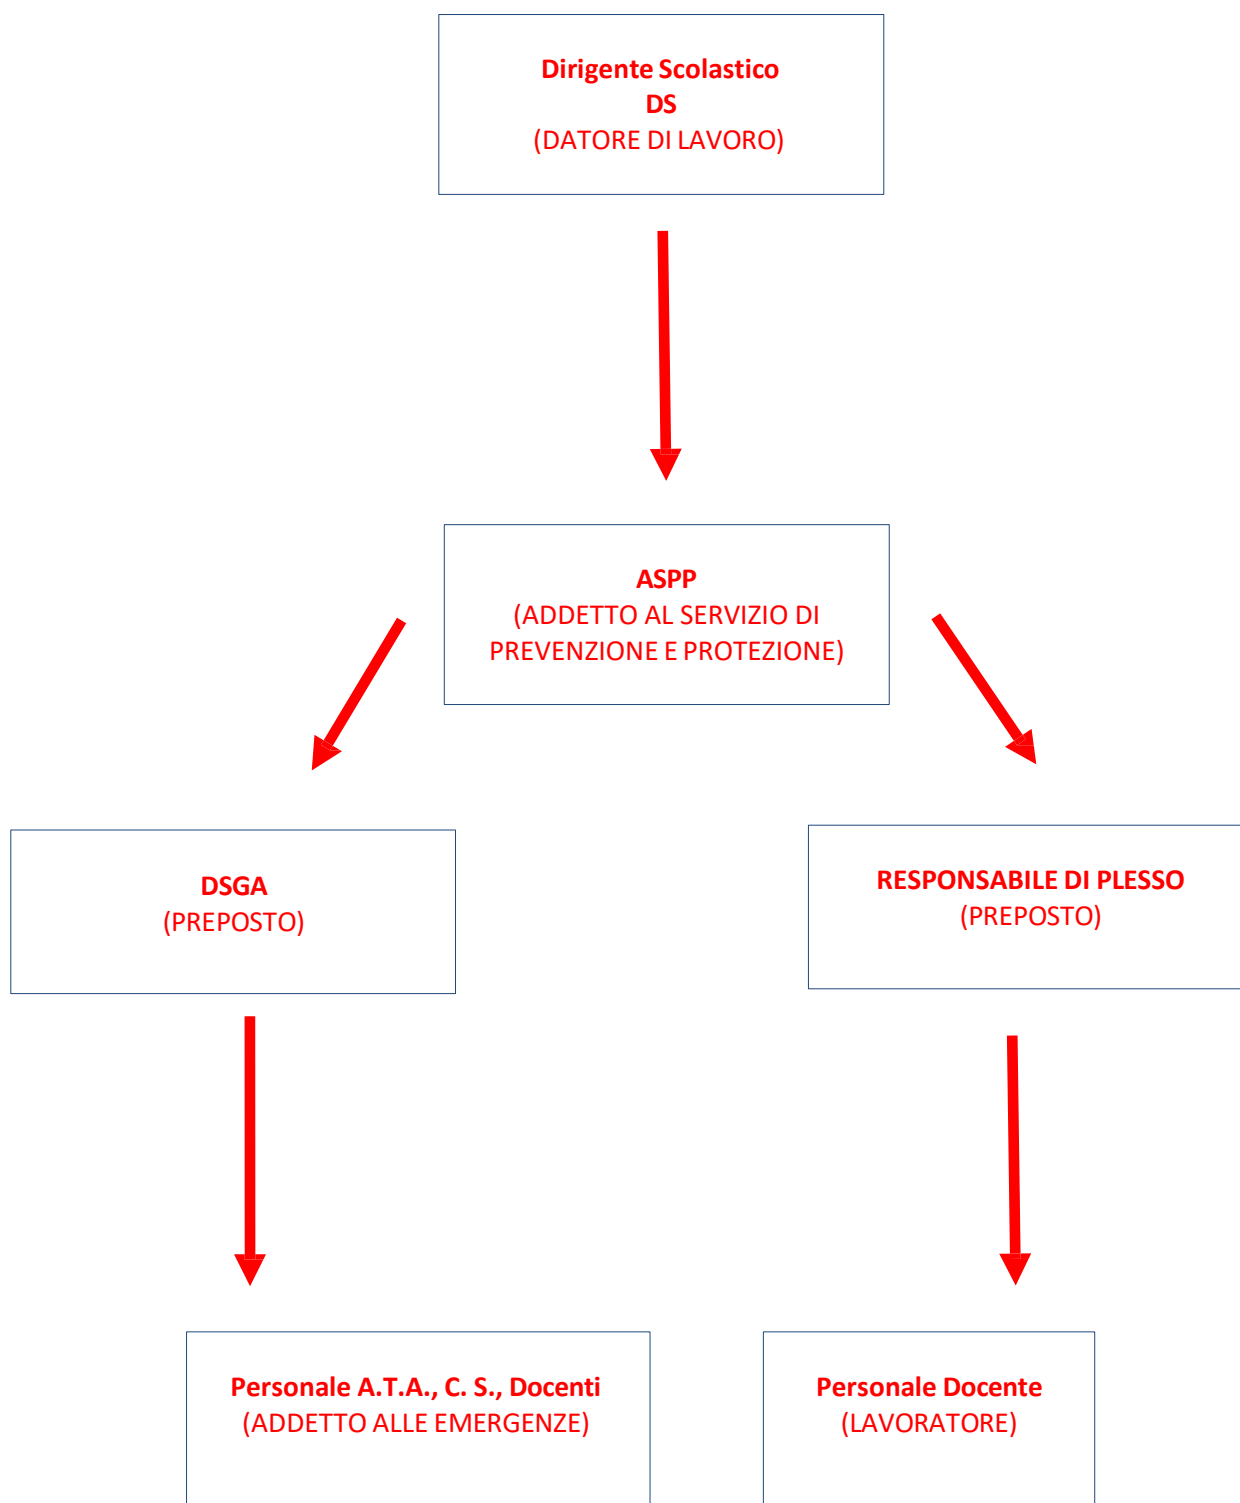 Dirigente Scolastico
DS
(DATORE DI LAVORO)
ASPP
(ADDETTO AL SERVIZIO DI
PREVENZIONE E PROTEZIONE)
DSGA
(PREPOSTO)
RESPONSABILE DI PLESSO
(PREPOSTO)
Personale A.T.A., C. S., Docenti
(ADDETTO ALLE EMERGENZE)
Personale Docente
(LAVORATORE)